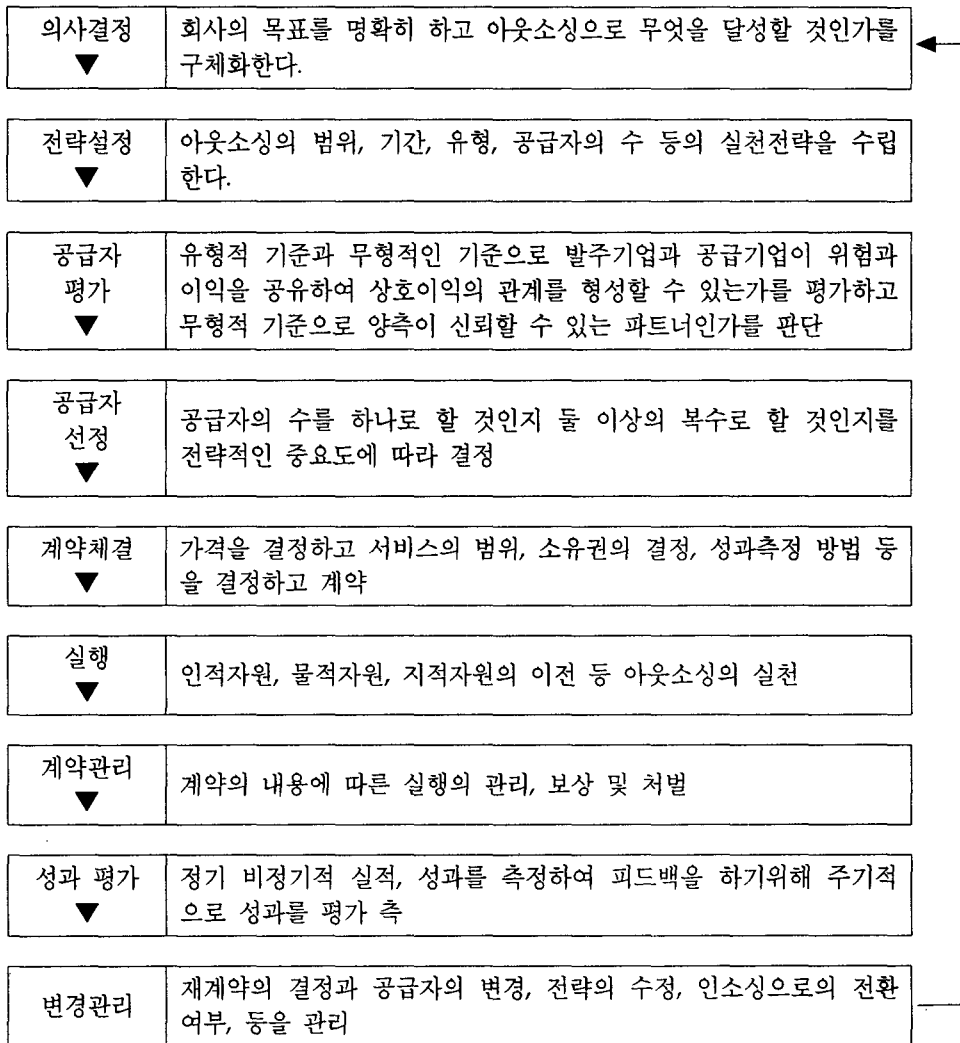 의사결정
▼
회사의 목표를 명확히 하고 아웃소싱으로 무엇을 달성할 것인가를
구체화한다.
전략설정
▼
아웃소싱의 범위, 기간, 유형, 공급자의 수 등의 실천전략을 수립
한다.
공급자
평가
▼
유형적 기준과 무형적인 기준으로 발주기업과 공급기업이 위험과
이익을 공유하여 상호이익의 관계를 형성할 수 있는가를 평가하고
무형적 기준으로 양측이 신뢰할 수 있는 파트너인가를 판단
공급자
선정
▼
공급자의 수를 하나로 할 것인지 둘 이상의 복수로 할 것인지를
전략적인 중요도에 따라 결정
계약체결
▼
가격을 결정하고 서비스의 범위, 소유권의 결정, 성과측정 방법 등
을 결정하고 계약
실행
▼
인적자원, 물적자원, 지적자원의 이전 등 아웃소싱의 실천
계약관리
▼
계약의 내용에 따른 실행의 관리, 보상 및 처벌
성과 평가
▼
정기 비정기적 실적, 성과를 측정하여 피드백을 하기위해 주기적
으로 성과를 평가 측
변경관리
재계약의 결정과 공급자의 변경, 전략의 수정, 인소싱으로의 전환
여부, 등을 관리